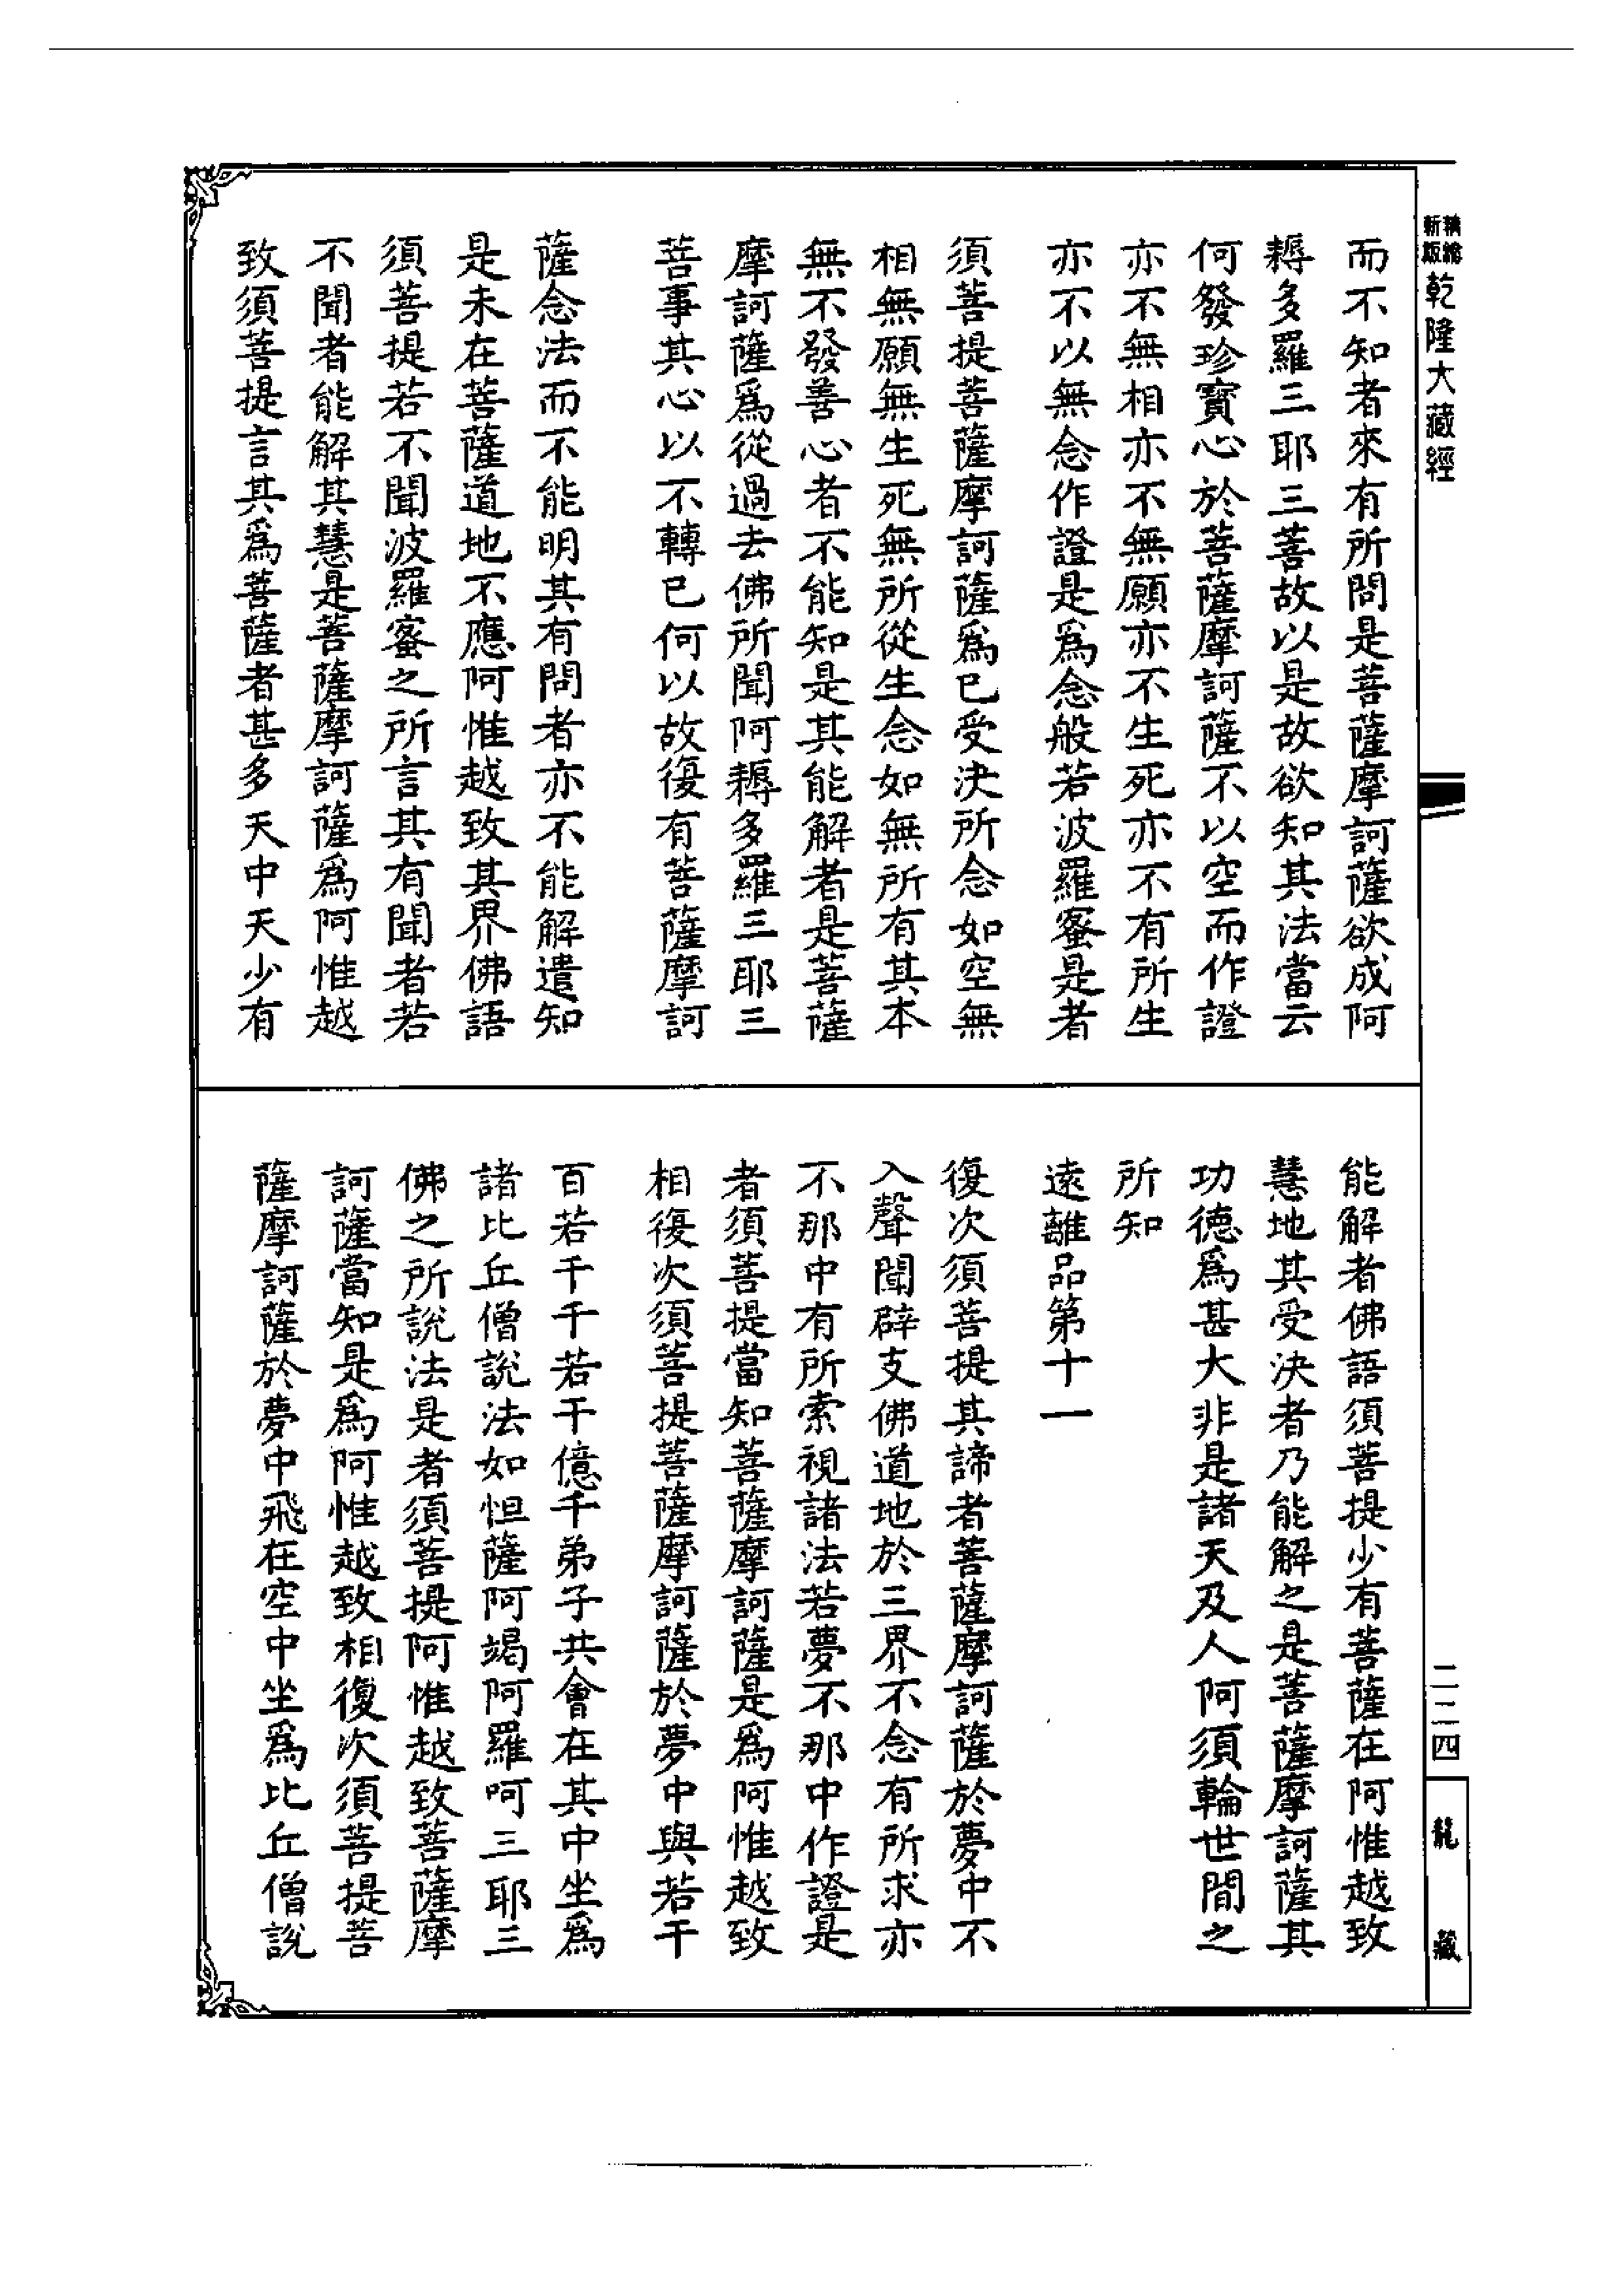 精縮
新版
乾隆大藏經
而不知者來有所問是菩薩摩訶薩欲成阿
耨多羅三耶三菩故以是故欲知其法當云
何發珍寶心於菩薩摩訶薩不以空而作證
亦不無相亦不無願亦不生死亦不有所生
亦不以無念作證是爲念般若波羅蜜是者
須菩提菩薩摩訶薩爲已受決所念如空無
相無願無生死無所從生念如無所有其本
無不發善心者不能知是其能解者是菩薩
摩訶薩爲從過去佛所聞阿耨多羅三耶三
菩事其心以不轉已何以故復有菩薩摩訶
薩念法而不能明其有問者亦不能解遣知
是未在菩薩道地不應阿惟越致其界佛語
須菩提若不聞波羅蜜之所言其有聞者若
不聞者能解其慧是菩薩摩訶薩爲阿惟越
致須菩提言其爲菩薩者甚多天中天少有
能解者佛語須菩提少有菩薩在阿惟越致
慧地其受決者乃能解之是菩薩摩訶薩其
功德爲甚大非是諸天及人阿須輪世間之
所知
遠離品第十一
復次須菩提其諦者菩薩摩訶薩於夢中不
入聲聞辟支佛道地於三界不念有所求亦
不那中有所索視諸法若夢不那中作證是
者須菩提當知菩薩摩訶薩是爲阿惟越致
相復次須菩提菩薩摩訶薩於夢中與若干
百若干千若干億千弟子共會在其中坐爲
諸比丘僧說法如怛薩阿竭阿羅呵三耶三
佛之所說法是者須菩提阿惟越致菩薩摩
訶薩當知是爲阿惟越致相復次須菩提菩
薩摩訶薩於夢中飛在空中坐爲比丘僧說
二二四
龍藏